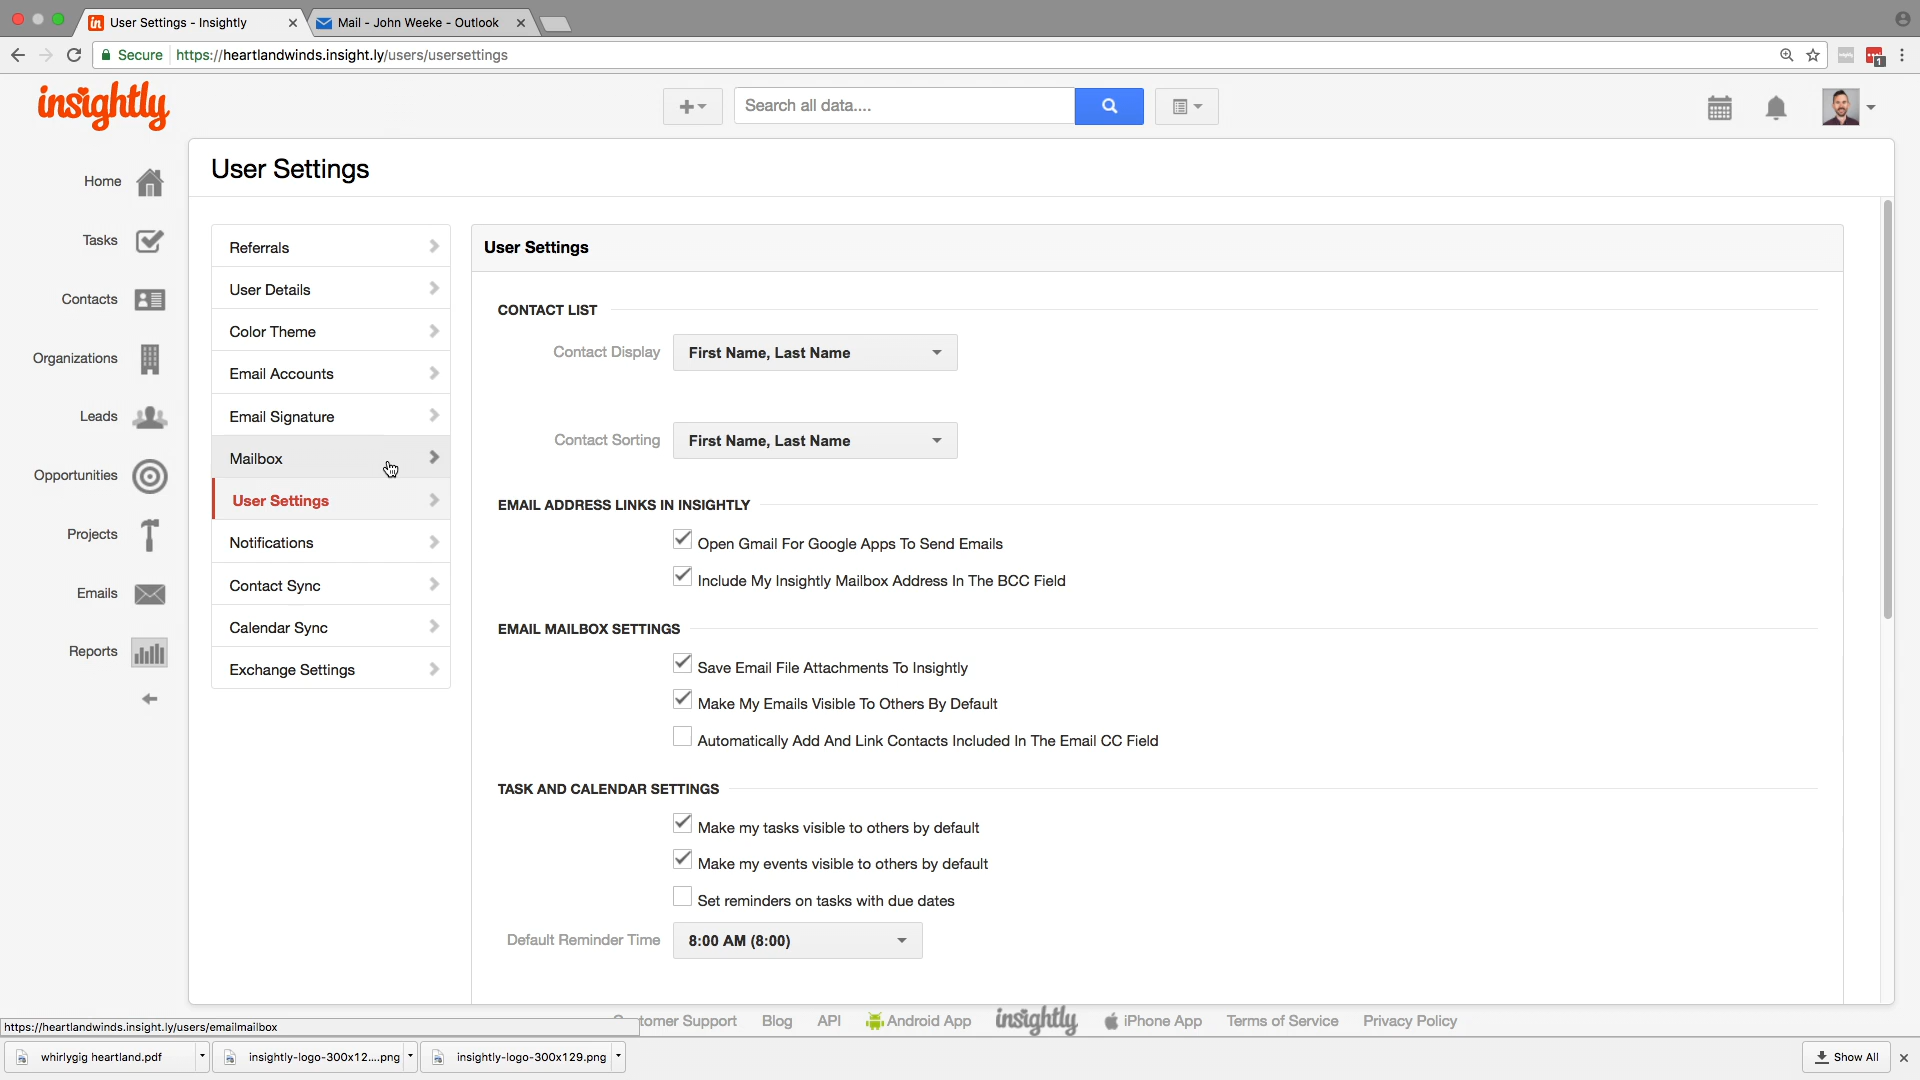 User Settings - Insightly
Mail - John Weeke - Outlook
Secure
https://heartlandwinds.insight.ly/users/usersettings
1
insightly
Search all data....
User Settings
Home
Tasks
Contacts
Organizations
Leads
Opportunities
Projects
Emails
Reports
Referrals
User Details
Color Theme
Email Accounts
Email Signature
Mailbox
User Settings
Notifications
Contact Sync
Calendar Sync
Exchange Settings
User Settings
CONTACT LIST
Contact Display First Name, Last Name
Contact Sorting First Name, Last Name
EMAIL ADDRESS LINKS IN INSIGHTLY
Open Gmail For Google Apps To Send Emails
Include My Insightly Mailbox Address In The BCC Field
EMAIL MAILBOX SETTINGS
Save Email File Attachments To Insightly
Make My Emails Visible To Others By Default
Automatically Add And Link Contacts Included In The Email CC Field
TASK AND CALENDAR SETTINGS
Make my tasks visible to others by default
Make my events visible to others by default
Set reminders on tasks with due dates
Default Reminder Time 8:00 AM (8:00)
tomer Support Blog API Android App insightly iPhone App Terms of Service Privacy Policy
https://heartlandwinds.insight.ly/users/emailmailbox
whirlygig heartland.pdf
insightly-logo-300x12....png
insightly-logo-300x129.png
Show All